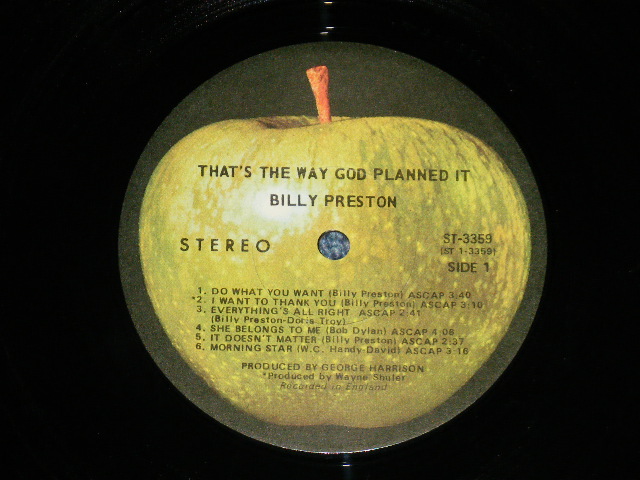 THAT'S THE WAY GOD PLANNED IT
BILLY PRESTON
STEREO
ST-3359
(ST 1-3359)
SIDE 1
1. DO WHAT YOU WANT (Billy Preston) ASCAP 3:40
*2. I WANT TO THANK YOU (Billy Preston) ASCAP 3:10
3. EVERYTHING'S ALL RIGHT ASCAP 2:41
(Billy Preston-Doris Troy)
4. SHE BELONGS TO ME (Bob Dylan) ASCAP 4:08
5. IT DOESN'T MATTER (Billy Preston) ASCAP 2:37
6. MORNING STAR (W.C. Handy-David) ASCAP 3:16
PRODUCED BY GEORGE HARRISON
*Produced by Wayne Shuler
Recorded in England